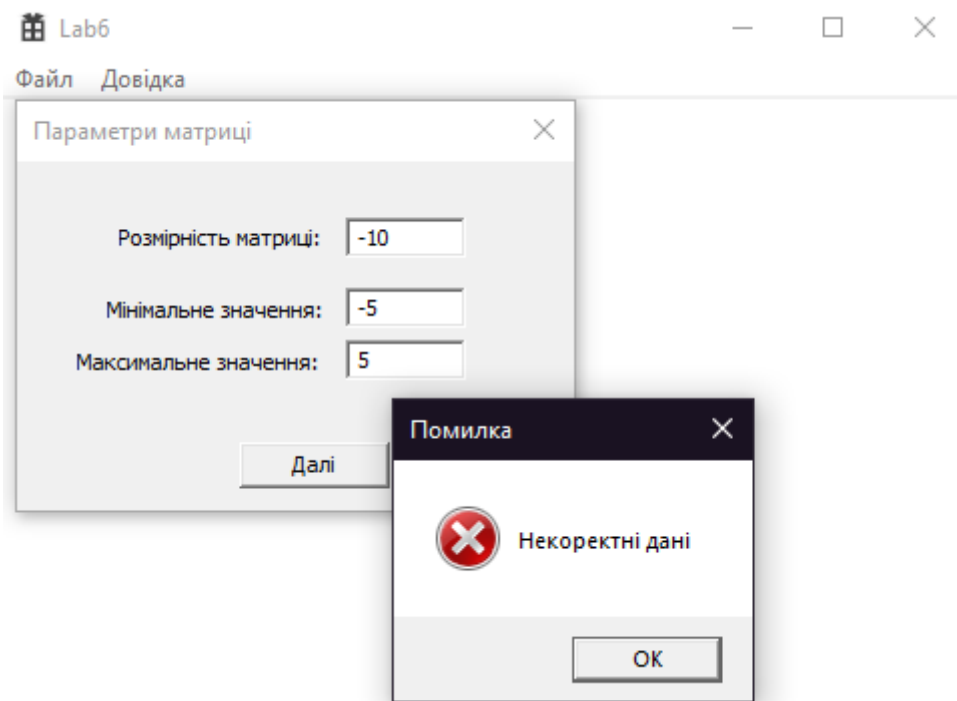 Lab6
Файл Довідка
Параметри матриці
Розмірність матриці: -10
Мінімальне значення: -5
Максимальне значення: 5
Далі
Помилка
Некоректні дані
OK